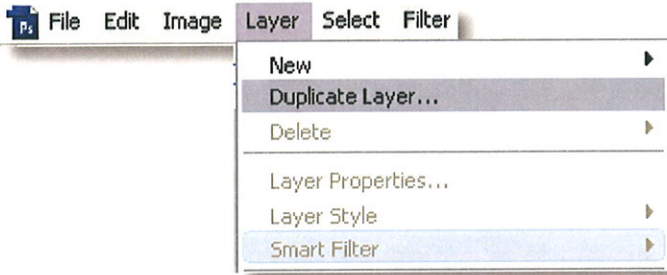 Ps File Edit Image Layer Select Filter
New
Duplicate Layer...
Delete
Layer Properties...
Layer Style
Smart Filter